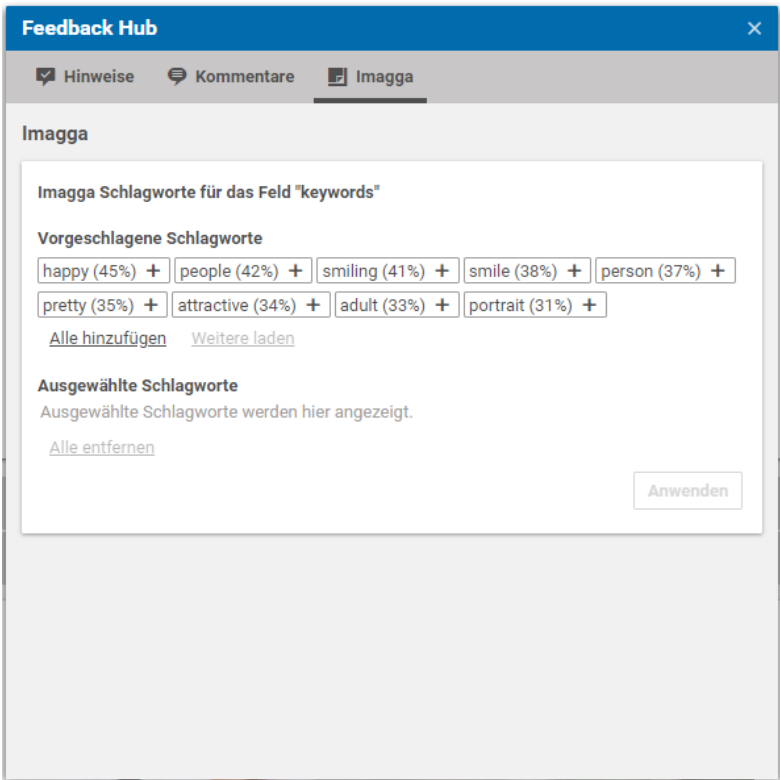 Feedback Hub
Hinweise Kommentare Imagga
Imagga
Imagga Schlagworte für das Feld "keywords"
Vorgeschlagene Schlagworte
happy (45%) + people (42%) + smiling (41%) + smile (38%) + person (37%) +
pretty (35%) + attractive (34%) + adult (33%) + portrait (31%) +
Alle hinzufügen Weitere laden
Ausgewählte Schlagworte
Ausgewählte Schlagworte werden hier angezeigt.
Alle entfernen
Anwenden